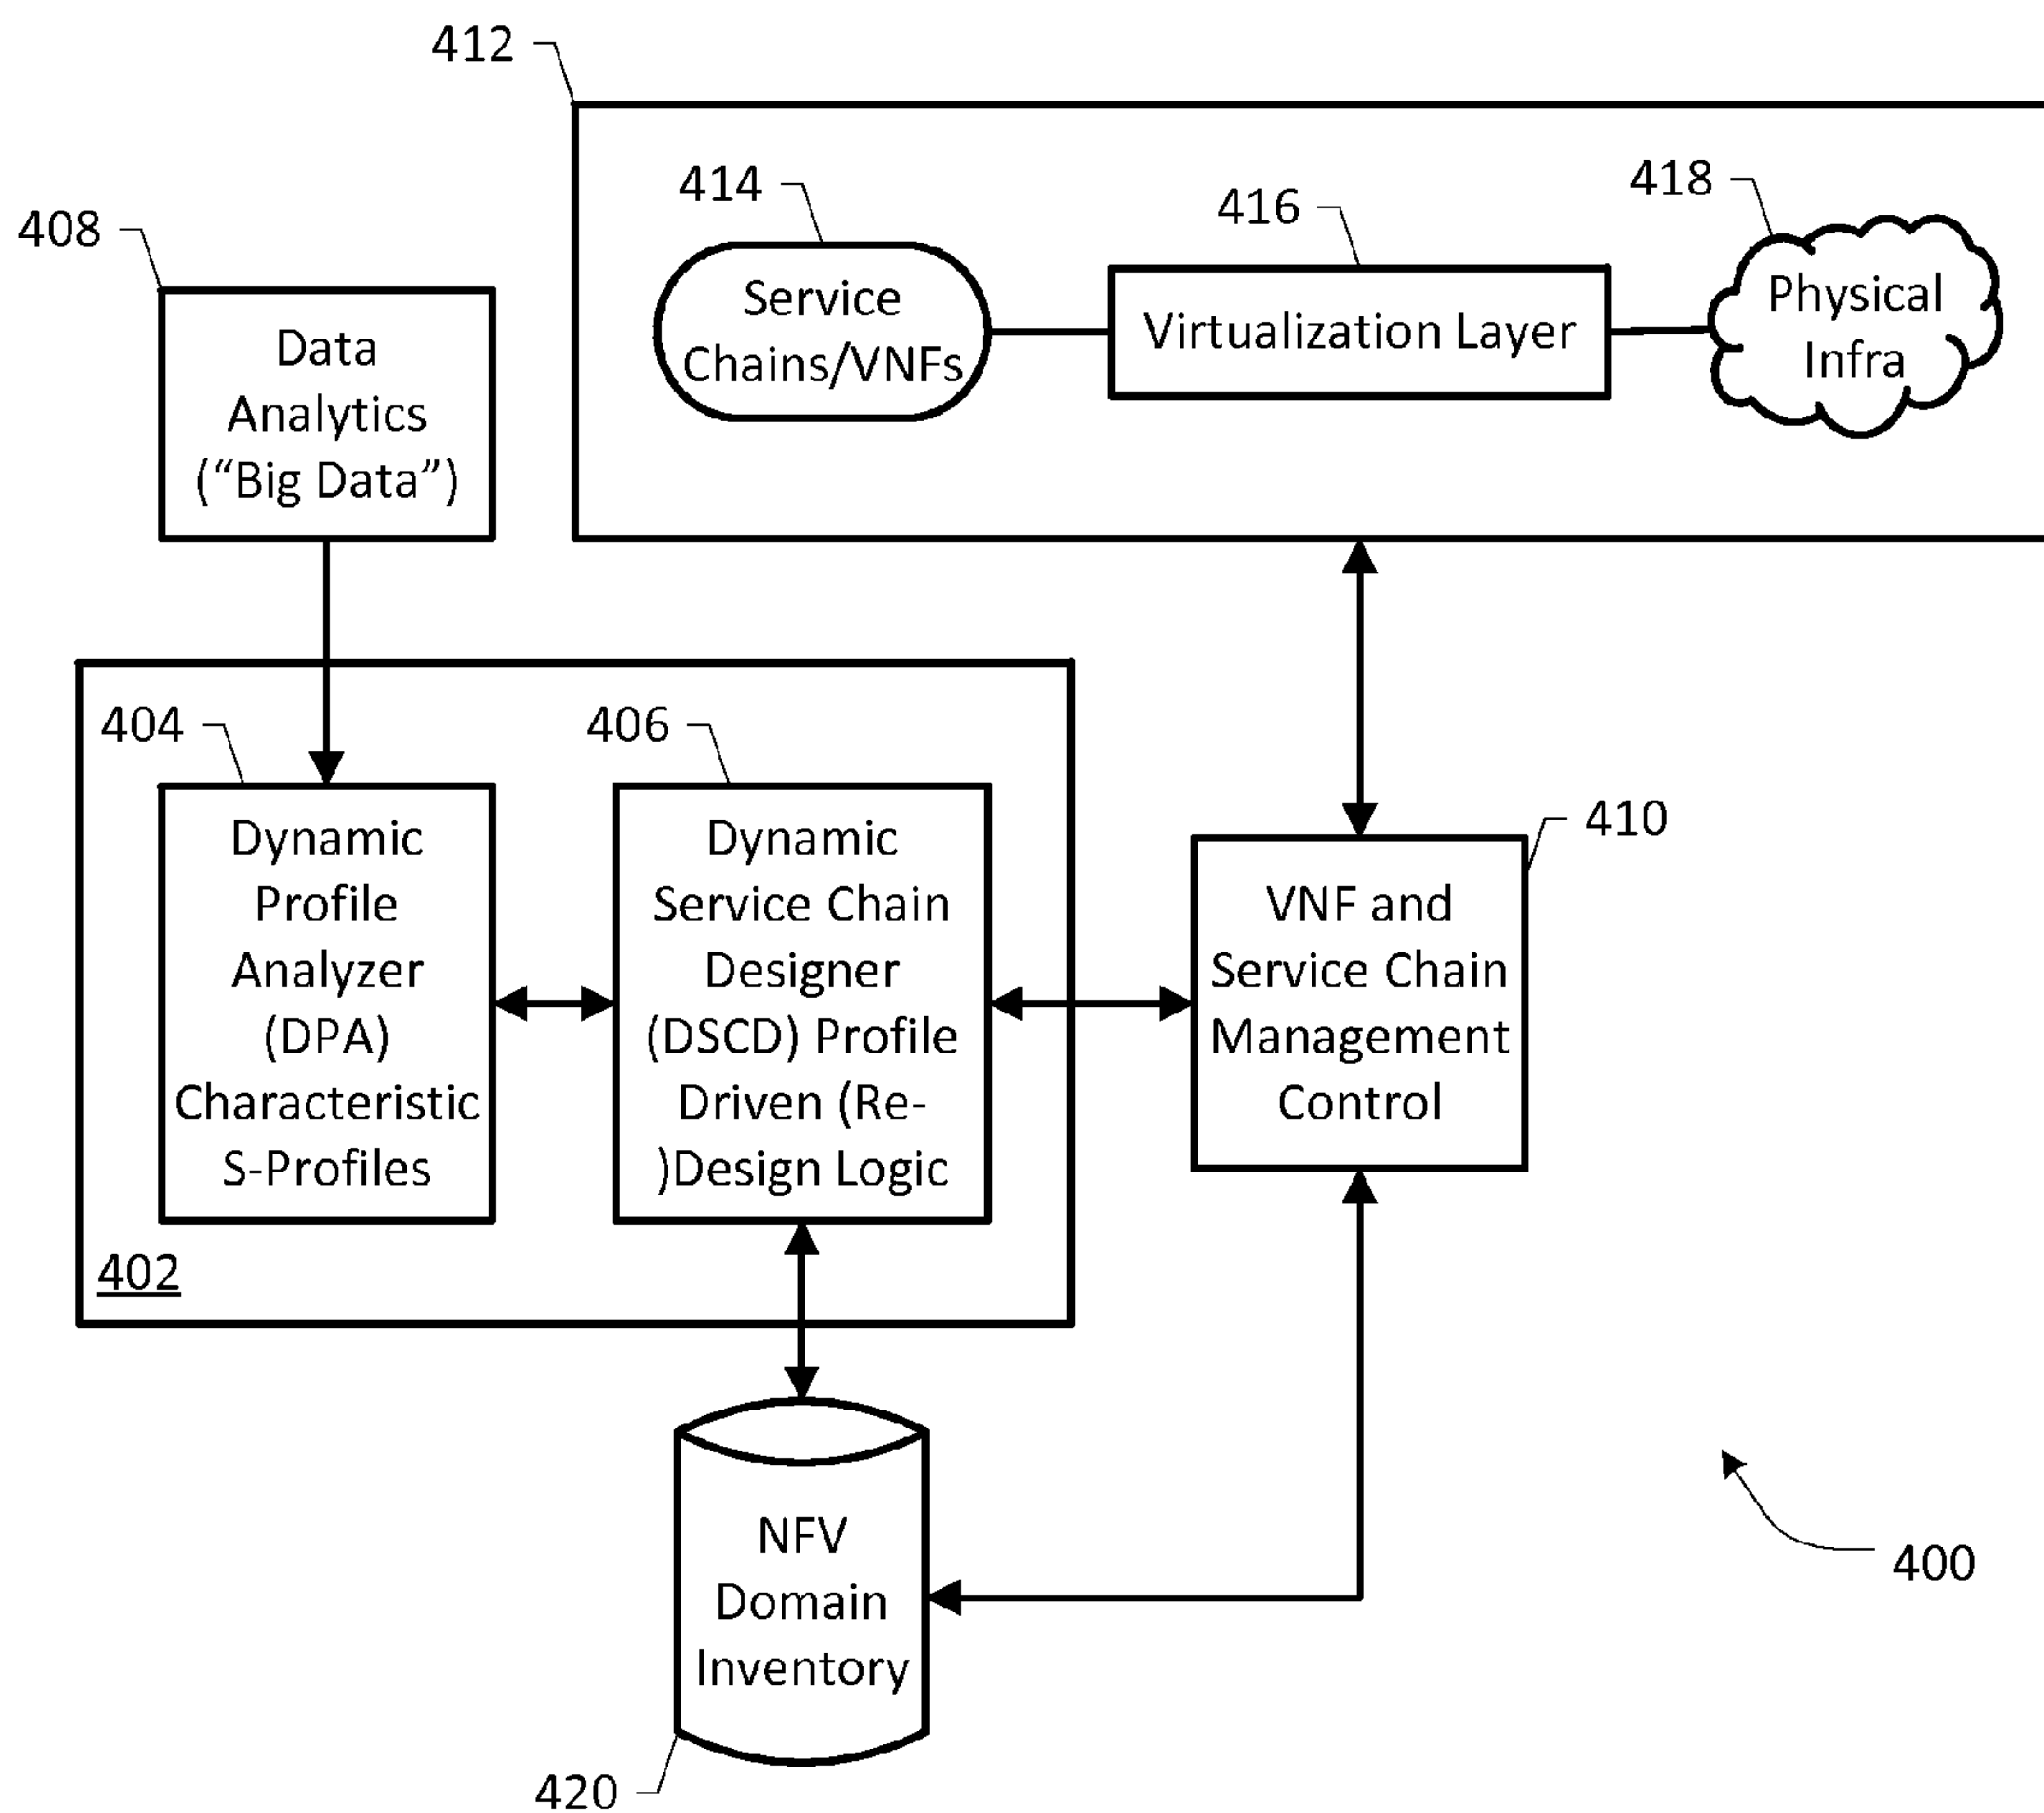 412
414
416
418
408
Service
Chains/VNFs
Virtualization Layer
Physical
Infra
Data
Analytics
(“Big Data”)
404
406
410
Dynamic
Profile
Analyzer
(DPA)
Characteristic
S-Profiles
Dynamic
Service Chain
Designer
(DSCD) Profile
Driven (Re-
)Design Logic
VNF and
Service Chain
Management
Control
402
NFV
Domain
Inventory
400
420